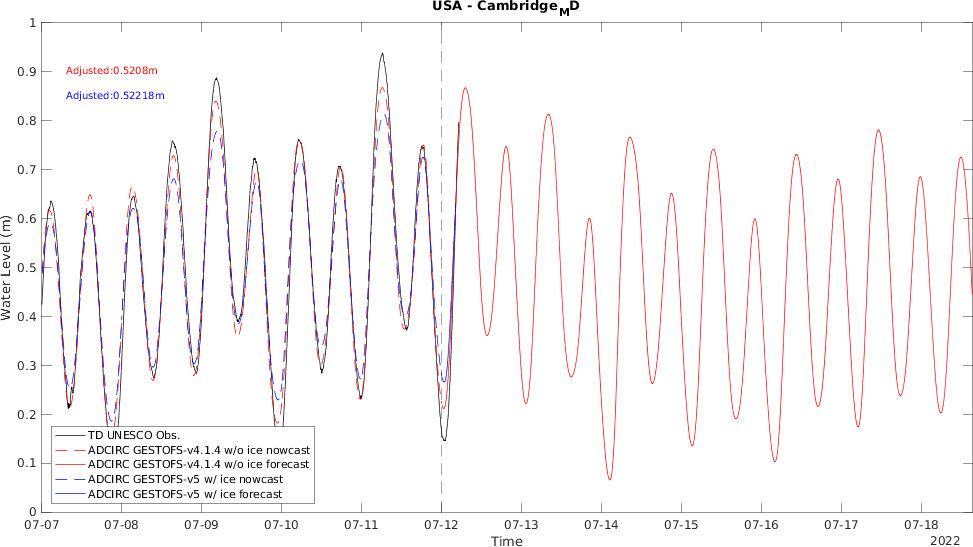 USA - Cambridge_MD
Water Level (m)
1
0.9
0.8
0.7
0.6
0.5
0.4
0.3
0.2
0.1
0
Adjusted:0.5208m
Adjusted:0.52218m
TD UNESCO Obs.
ADCIRC GESTOFS-v4.1.4 w/o ice nowcast
ADCIRC GESTOFS-v4.1.4 w/o ice forecast
ADCIRC GESTOFS-v5 w/ ice nowcast
ADCIRC GESTOFS-v5 w/ ice forecast
07-07 07-08 07-09 07-10 07-11 07-12 07-13 07-14 07-15 07-16 07-17 07-18
Time
2022